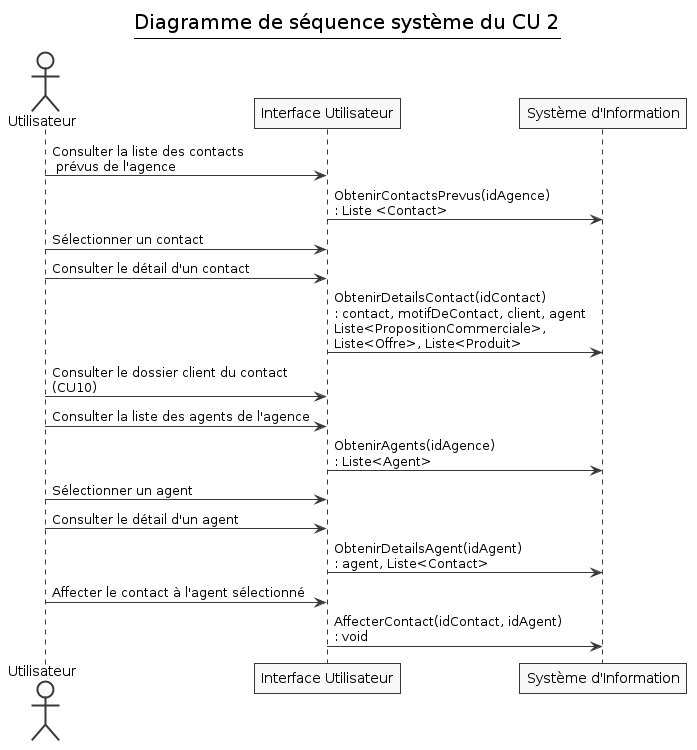 Diagramme de séquence système du CU 2
Utilisateur
Interface Utilisateur
Système d'Information
Consulter la liste des contacts
prévus de l'agence
ObtenirContactsPrevus(idAgence)
: Liste <Contact>
Sélectionner un contact
Consulter le détail d'un contact
ObtenirDetailsContact(idContact)
: contact, motifDeContact, client, agent
Liste<PropositionCommerciale>,
Liste<Offre>, Liste<Produit>
Consulter le dossier client du contact
(CU10)
Consulter la liste des agents de l'agence
ObtenirAgents(idAgence)
: Liste<Agent>
Sélectionner un agent
Consulter le détail d'un agent
ObtenirDetailsAgent(idAgent)
: agent, Liste<Contact>
Affecter le contact à l'agent sélectionné
AffecterContact(idContact, idAgent)
: void
Utilisateur
Interface Utilisateur
Système d'Information